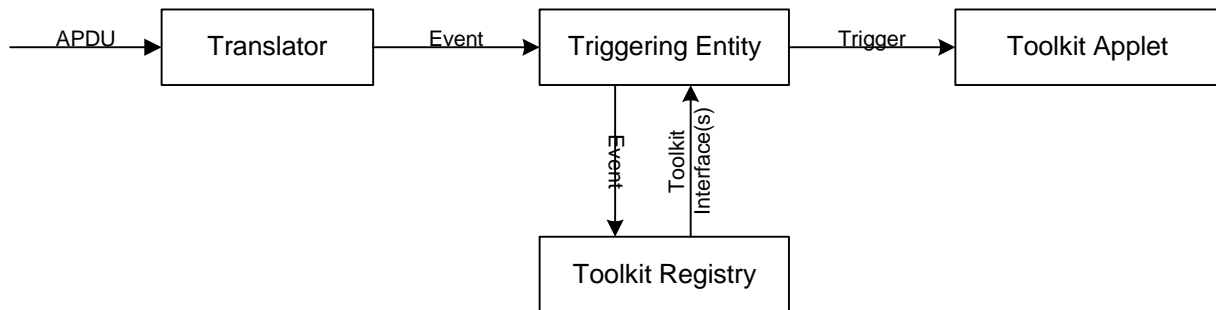 APDU
Translator
Event
Triggering Entity
Trigger
Toolkit Applet
Event
Toolkit
Interface(s)
Toolkit Registry